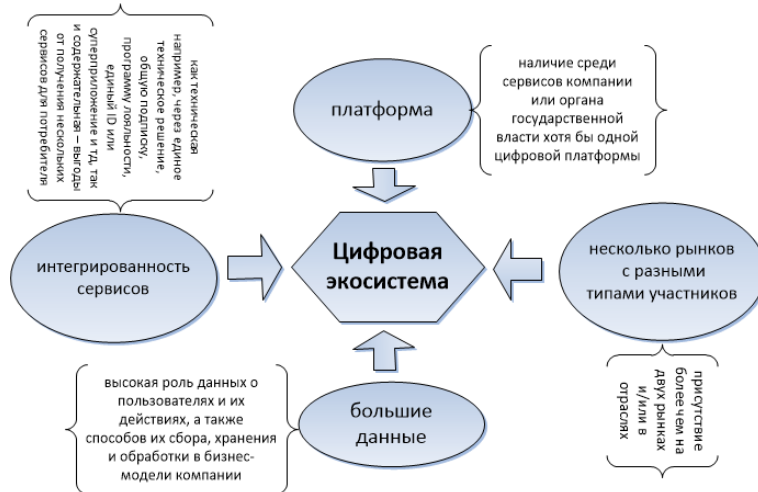 как техническая
например, через единое
техническое решение,
общую подписку,
программу лояльности,
единый ID или
суперприложение и тд, так
и содержательная – выгоды
от получения нескольких
сервисов для потребителя
платформа
наличие среди
сервисов компании
или органа
государственной
власти хотя бы одной
цифровой платформы
интегрированность
сервисов
Цифровая
экосистема
несколько рынков
с разными
типами участников
высокая роль данных о
пользователях и их
действиях, а также
способов их сбора, хранения
и обработки в бизнес-
модели компании
большие
данные
присутствие
более чем на
двух рынках
и/или в
отраслях